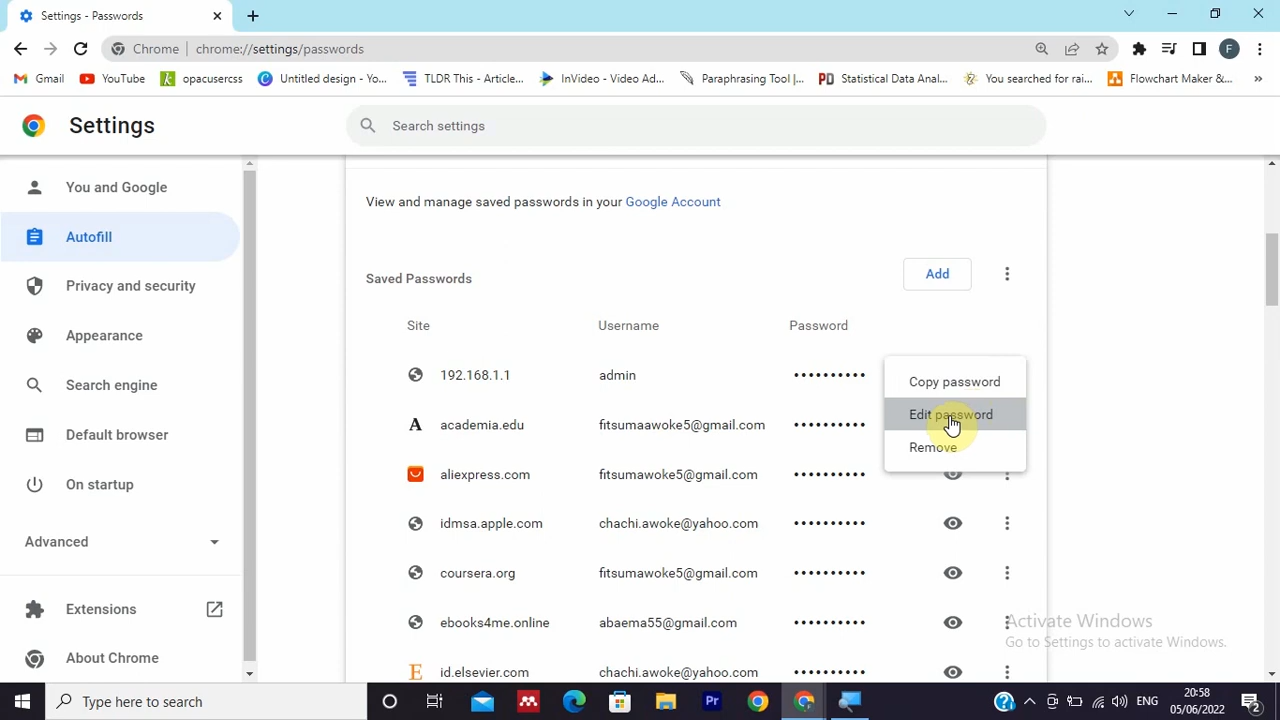 Settings - Passwords
Chrome | chrome://settings/passwords
Gmail YouTube opacusercss Untitled design - Yo... TLDR This - Article... InVideo - Video Ad... Paraphrasing Tool |... PD Statistical Data Anal... You searched for rai... Flowchart Maker &... »
F
Settings
Search settings
You and Google
Autofill
Privacy and security
Appearance
Search engine
Default browser
On startup
Advanced
Extensions
About Chrome
View and manage saved passwords in your Google Account
Saved Passwords Add
Site Username Password
192.168.1.1 admin ••••••••••
academia.edu fitsumaawoke5@gmail.com ••••••••••
aliexpress.com fitsumawoke5@gmail.com ••••••••••
idmsa.apple.com chachi.awoke@yahoo.com ••••••••••
coursera.org fitsumawoke5@gmail.com ••••••••••
ebooks4me.online abaema55@gmail.com ••••••••••
id.elsevier.com chachi.awoke@yahoo.com ••••••••••
Copy password
Edit password
Remove
Activate Windows
Go to Settings to activate Windows.
Type here to search
Pr
ENG
20:58
05/06/2022
2